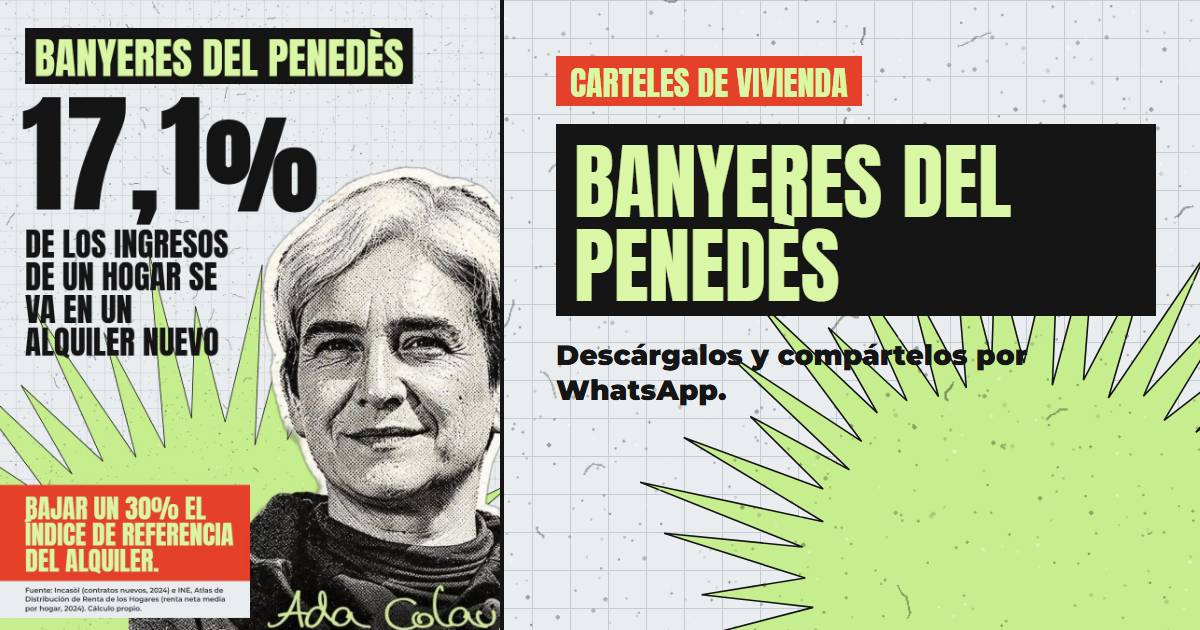 BANYERES DEL PENEDÈS
17,1%
DE LOS INGRESOS
DE UN HOGAR SE
VA EN UN
ALQUILER NUEVO
BAJAR UN 30% EL
ÍNDICE DE REFERENCIA
DEL ALQUILER.
Fuente: Incasòl (contratos nuevos, 2024) e INE, Atlas de
Distribución de Renta de los Hogares (renta neta media
por hogar, 2024). Cálculo propio.
Ada Colau
CARTELES DE VIVIENDA
BANYERES DEL
PENEDÈS
Descárgalos y compártelos por
WhatsApp.